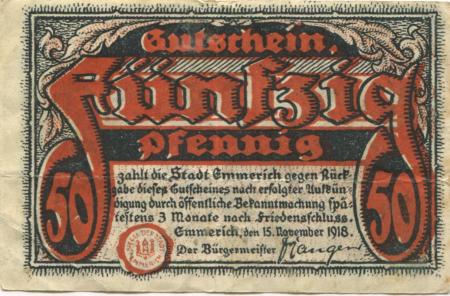 Gutschein,
Fünfzig
Pfennig
zahlt die Stadt Emmerich gegen Rück-
gabe dieses Gutscheines nach erfolgter Aufkün-
digung durch öffentliche Bekanntmachung spä-
testens 3 Monate nach Friedensschluss.
50
50
Emmerich, den 15. November 1918.
Der Bürgermeister